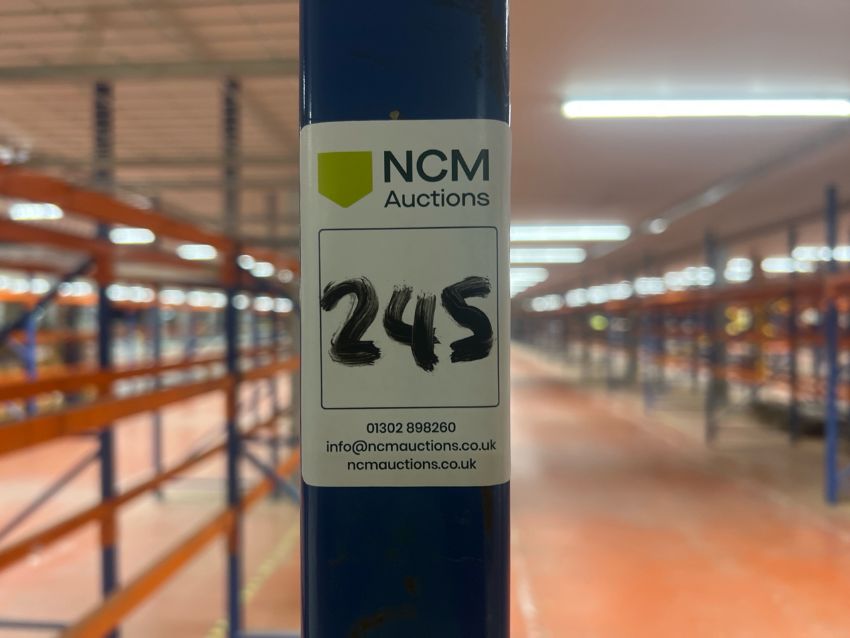 NCM
Auctions
245
01302 898260
info@ncmauctions.co.uk
ncmauctions.co.uk